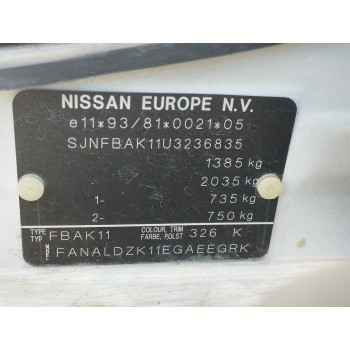 NISSAN EUROPE N.V.
e11*93/81*0021*05
SJNFBAK11U3236835
1385 kg
2035 kg
1- 735 kg
2- 750 kg
TYPE TYP FBAK11 COLOUR, TRIM FARBE, POLST 326 K
FANALDZK11EGAEEGRK